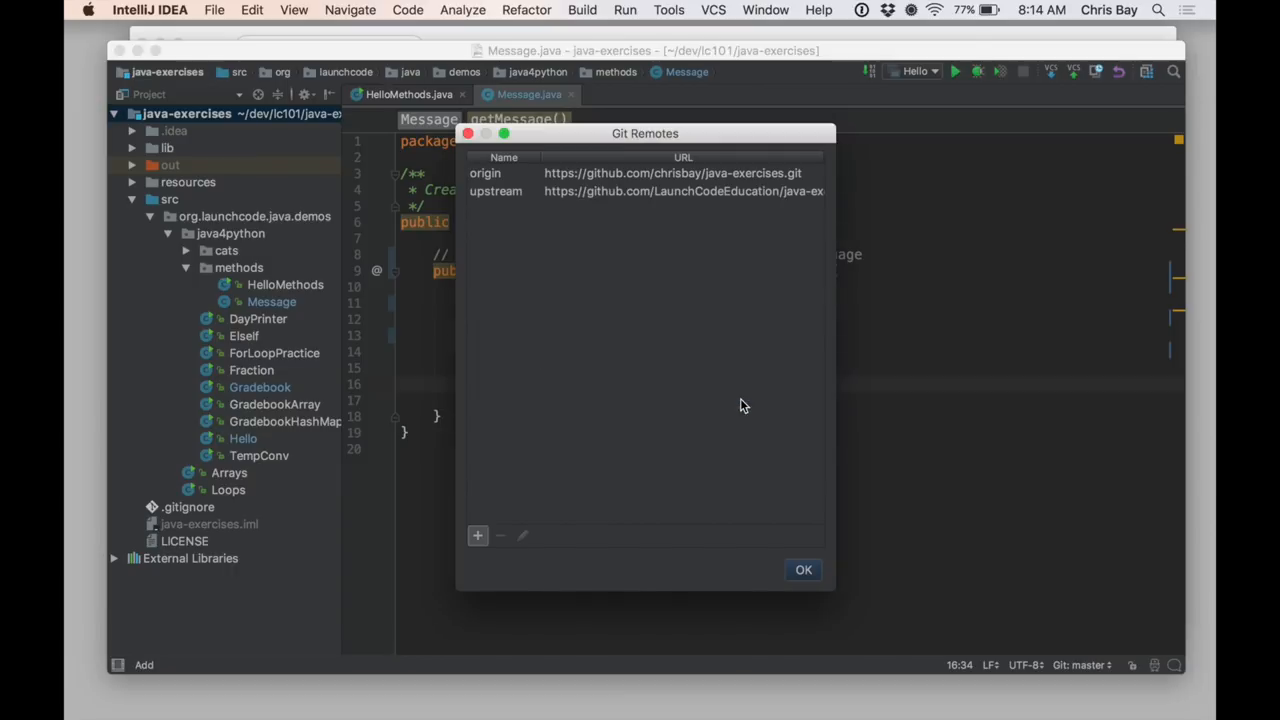 IntelliJ IDEA File Edit View Navigate Code Analyze Refactor Build Run Tools VCS Window Help 77% 8:14 AM Chris Bay
Message.java - java-exercises - [~/dev/lc101/java-exercises]
java-exercises src org launchcode java demos java4python methods Message Hello
Project HelloMethods.java Message.java
java-exercises ~/dev/lc101/java-ex
.idea
lib
out
resources
src
org.launchcode.java.demos
java4python
cats
methods
HelloMethods
Message
DayPrinter
ElseIf
ForLoopPractice
Fraction
Gradebook
GradebookArray
GradebookHashMap
Hello
TempConv
Arrays
Loops
.gitignore
java-exercises.iml
LICENSE
External Libraries
Message getMessage()
1 package
2
3 /**
4 * Crea
5 */
6 public
7
8 //
9 @ pub
10
11
12
13
14
15
16
17
18 }
19 }
20
Git Remotes
Name URL
origin https://github.com/chrisbay/java-exercises.git
upstream https://github.com/LaunchCodeEducation/java-ex
OK
Add 16:34 LF UTF-8 Git: master